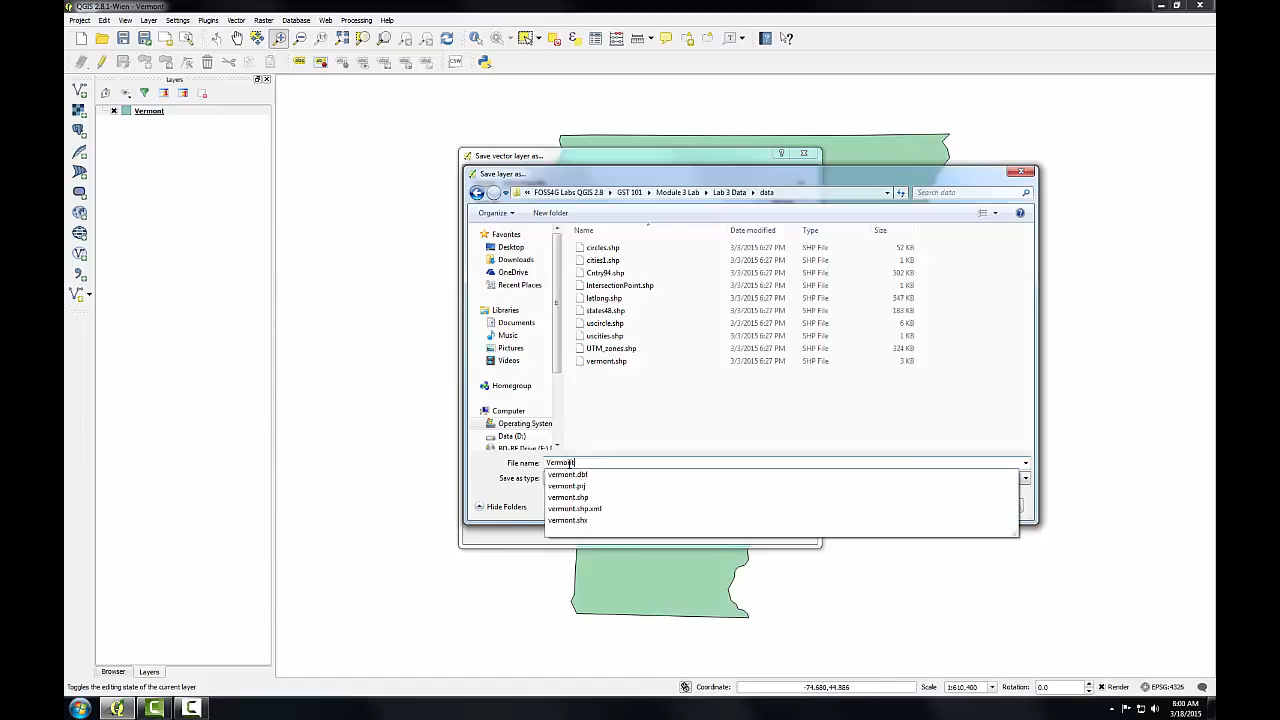 QGIS 2.8.1-Wien - Vermont
Project Edit View Layer Settings Plugins Vector Raster Database Web Processing Help
CSW
Layers
Vermont
Save vector layer as...
Save layer as...
« FOSS4G Labs QGIS 2.8 GST 101 Module 3 Lab Lab 3 Data data
Search data
Organize New folder
Name Date modified Type Size
Favorites
Desktop
Downloads
OneDrive
Recent Places
Libraries
Documents
Music
Pictures
Videos
Homegroup
Computer
Operating System
Data (D:)
BD-RE Drive (E:)
circles.shp 3/3/2015 6:27 PM SHP File 52 KB
cities1.shp 3/3/2015 6:27 PM SHP File 1 KB
Cntry94.shp 3/3/2015 6:27 PM SHP File 502 KB
IntersectionPoint.shp 3/3/2015 6:27 PM SHP File 1 KB
latlong.shp 3/3/2015 6:27 PM SHP File 547 KB
states48.shp 3/3/2015 6:27 PM SHP File 183 KB
uscircle.shp 3/3/2015 6:27 PM SHP File 6 KB
uscities.shp 3/3/2015 6:27 PM SHP File 1 KB
UTM_zones.shp 3/3/2015 6:27 PM SHP File 324 KB
vermont.shp 3/3/2015 6:27 PM SHP File 3 KB
File name: Vermont
Save as type:
vermont.dbf
vermont.prj
vermont.shp
vermont.shp.xml
vermont.shx
Hide Folders
Browser Layers
Toggles the editing state of the current layer
Coordinate: -74.680,44.886 Scale 1:610,400 Rotation: 0.0 Render EPSG:4326
8:00 AM
3/18/2015